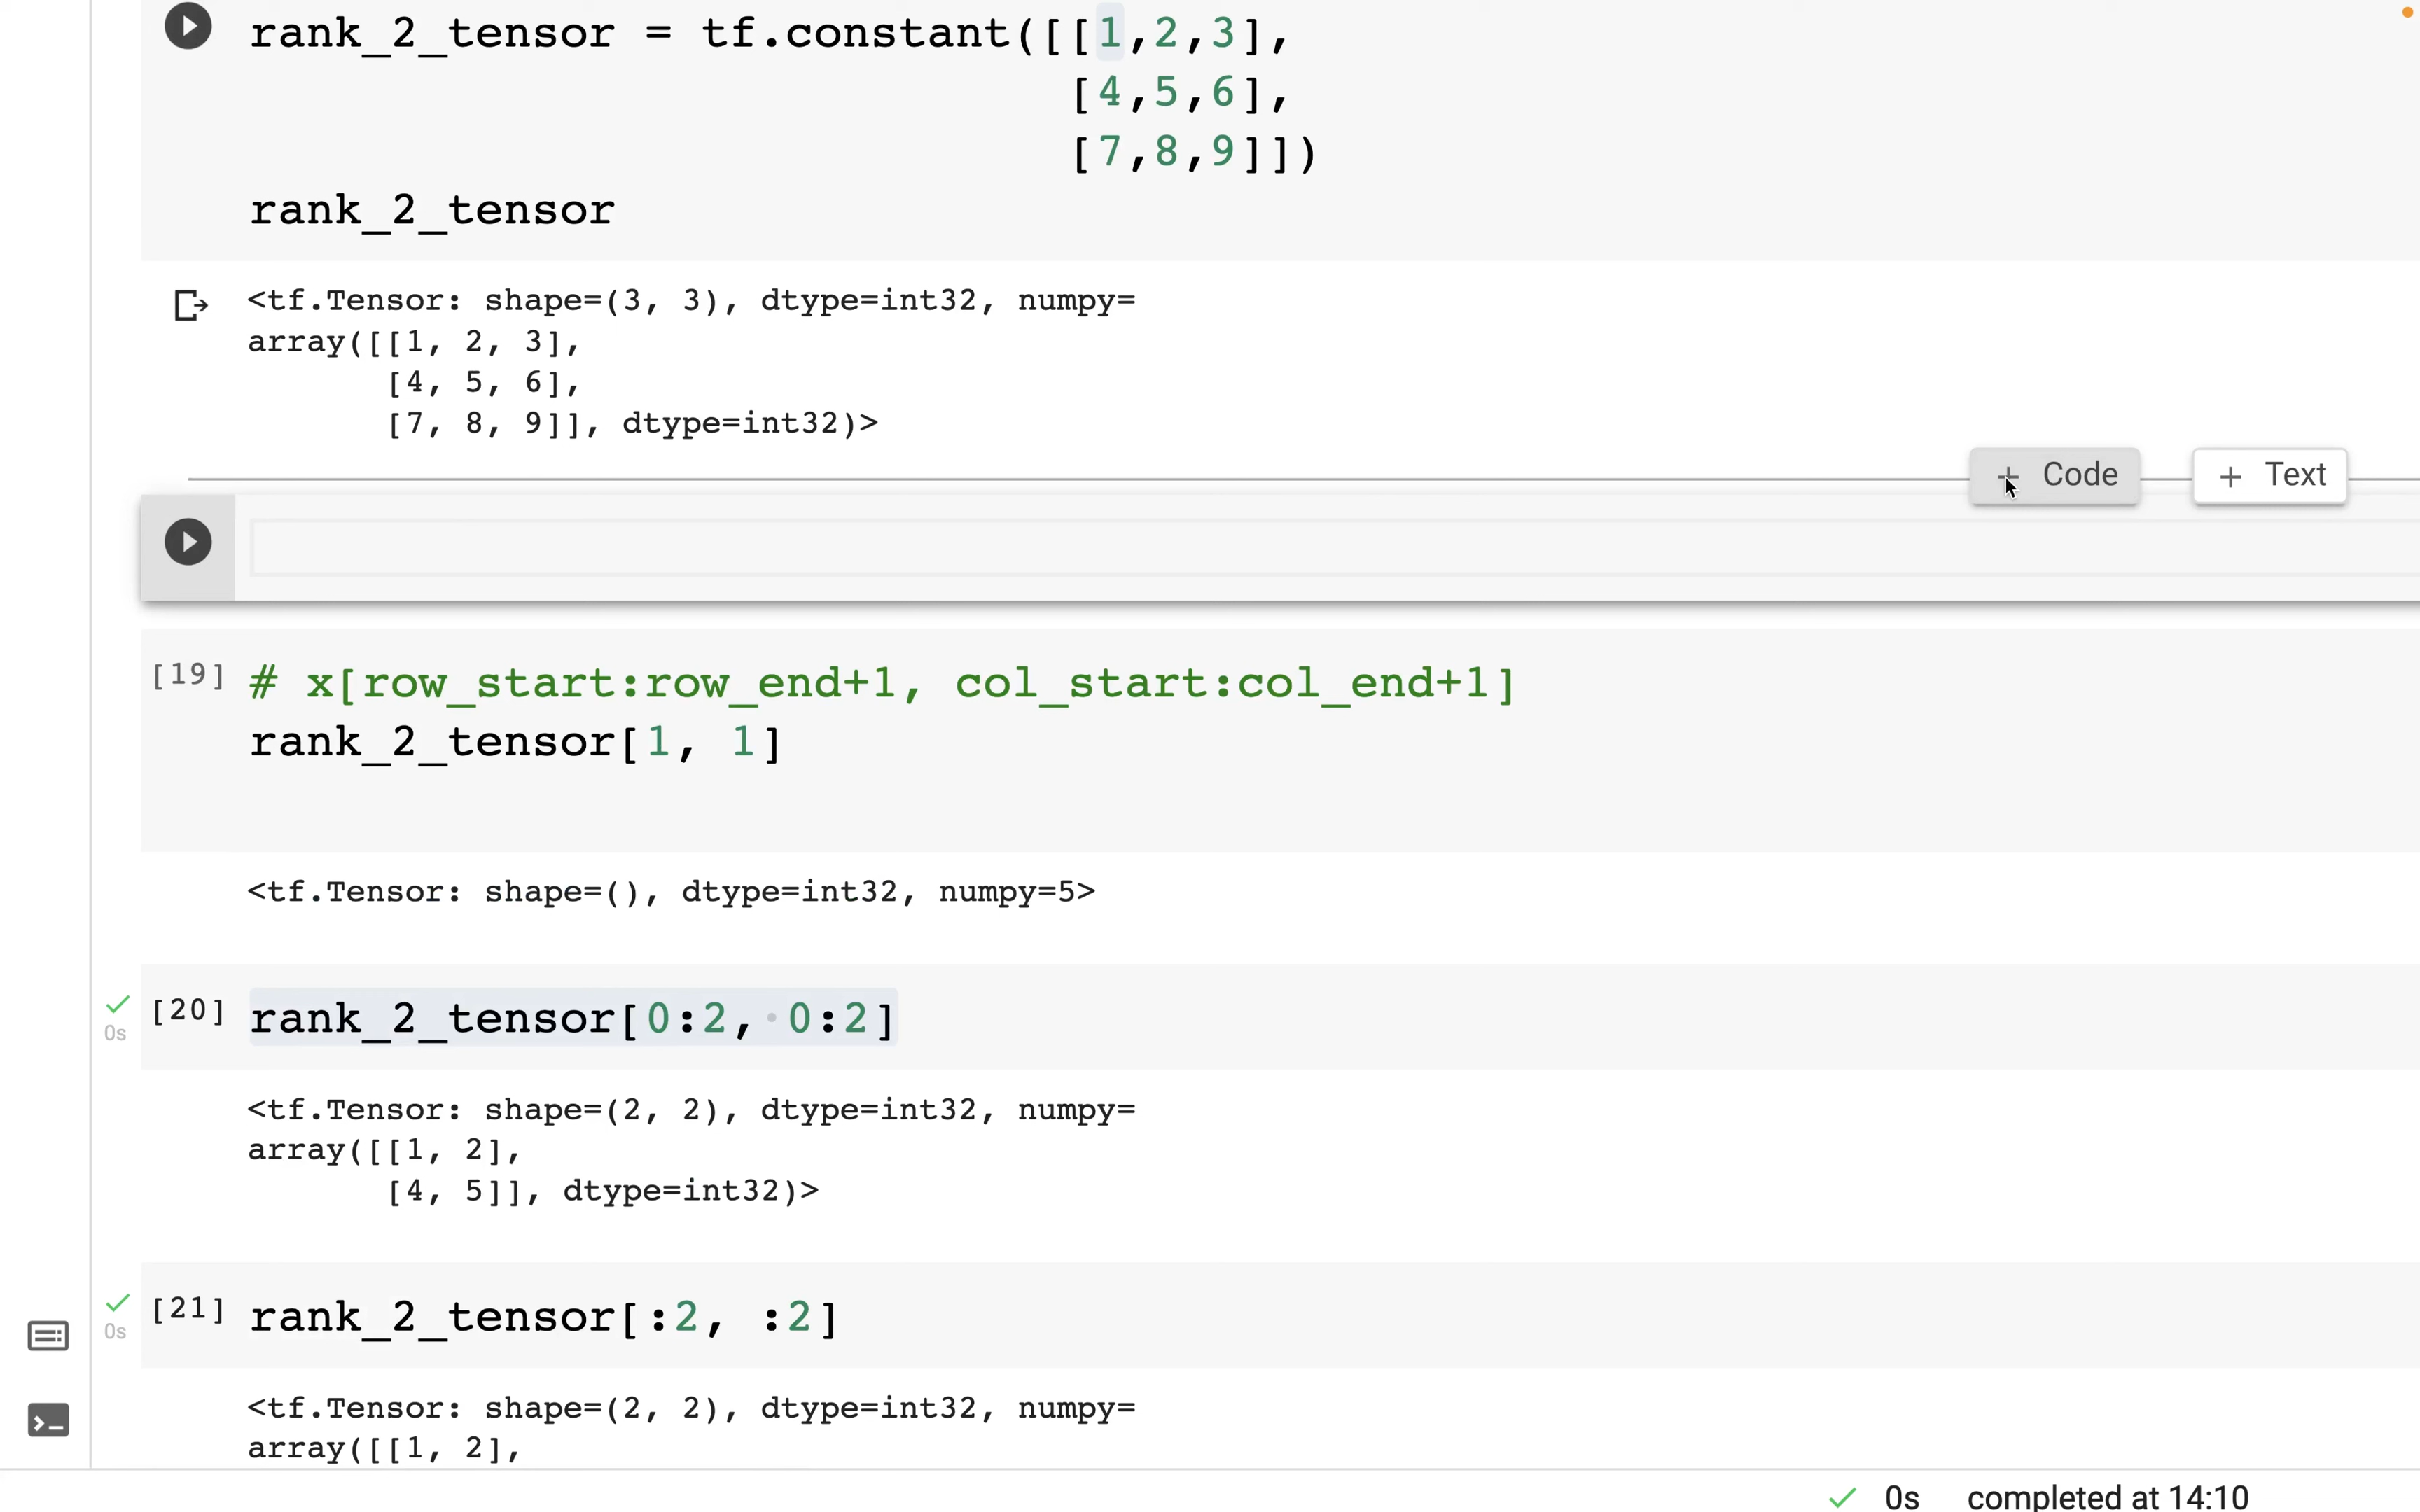 rank_2_tensor = tf.constant([[1,2,3],
[4,5,6],
[7,8,9]])
rank_2_tensor
<tf.Tensor: shape=(3, 3), dtype=int32, numpy=
array([[1, 2, 3],
[4, 5, 6],
[7, 8, 9]], dtype=int32)>
+ Code + Text
[19] # x[row_start:row_end+1, col_start:col_end+1]
rank_2_tensor[1, 1]
<tf.Tensor: shape=(), dtype=int32, numpy=5>
[20] rank_2_tensor[0:2, 0:2]
0s
<tf.Tensor: shape=(2, 2), dtype=int32, numpy=
array([[1, 2],
[4, 5]], dtype=int32)>
[21] rank_2_tensor[:2, :2]
0s
<tf.Tensor: shape=(2, 2), dtype=int32, numpy=
array([[1, 2],
0s completed at 14:10